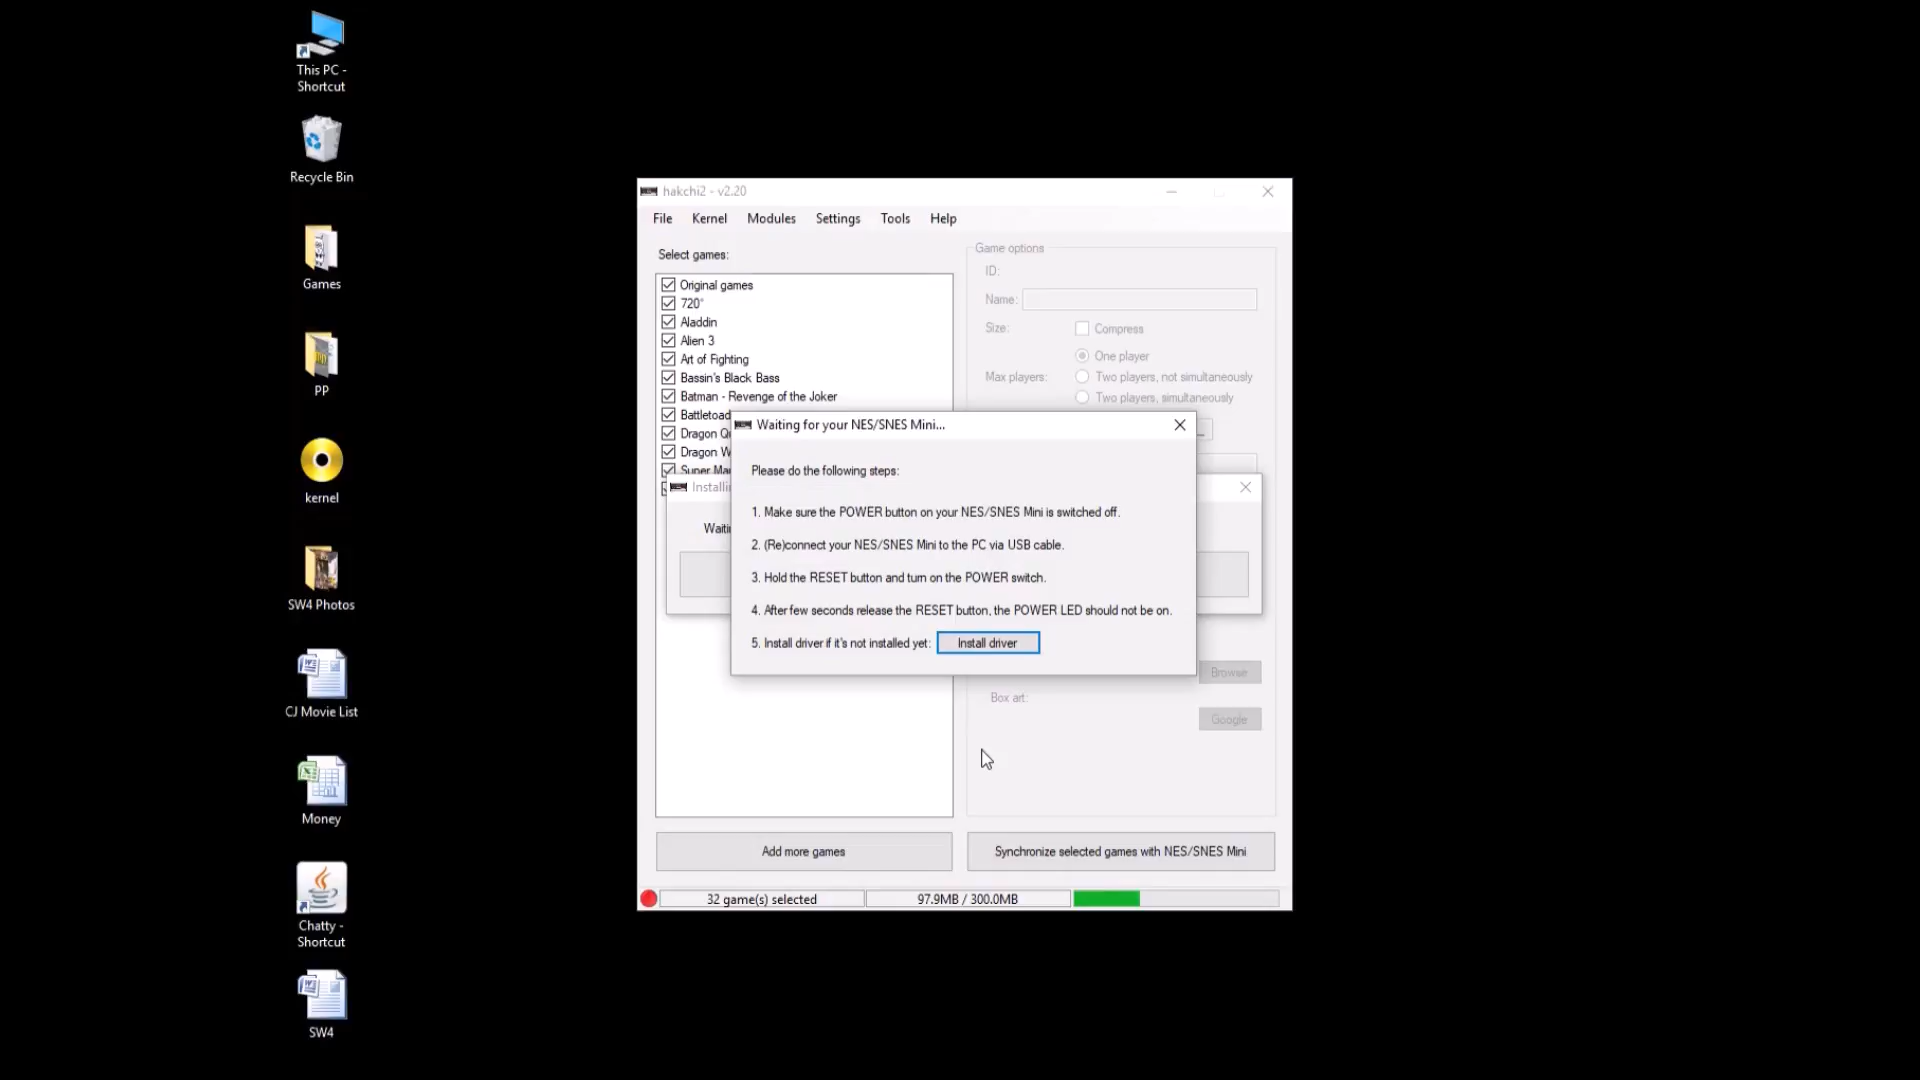 This PC -
Shortcut
Recycle Bin
Games
PP
kernel
SW4 Photos
CJ Movie List
Money
Chatty -
Shortcut
SW4
hakchi2 - v2.20
File Kernel Modules Settings Tools Help
Select games:
Original games
720°
Aladdin
Alien 3
Art of Fighting
Bassin's Black Bass
Batman - Revenge of the Joker
Game options
ID:
Name:
Size: Compress
One player
Max players: Two players, not simultaneously
Two players, simultaneously
Waiting for your NES/SNES Mini...
Please do the following steps:
1. Make sure the POWER button on your NES/SNES Mini is switched off.
2. (Re)connect your NES/SNES Mini to the PC via USB cable.
3. Hold the RESET button and turn on the POWER switch.
4. After few seconds release the RESET button, the POWER LED should not be on.
5. Install driver if it's not installed yet: Install driver
Browse
Box art:
Google
Add more games Synchronize selected games with NES/SNES Mini
32 game(s) selected 97.9MB / 300.0MB